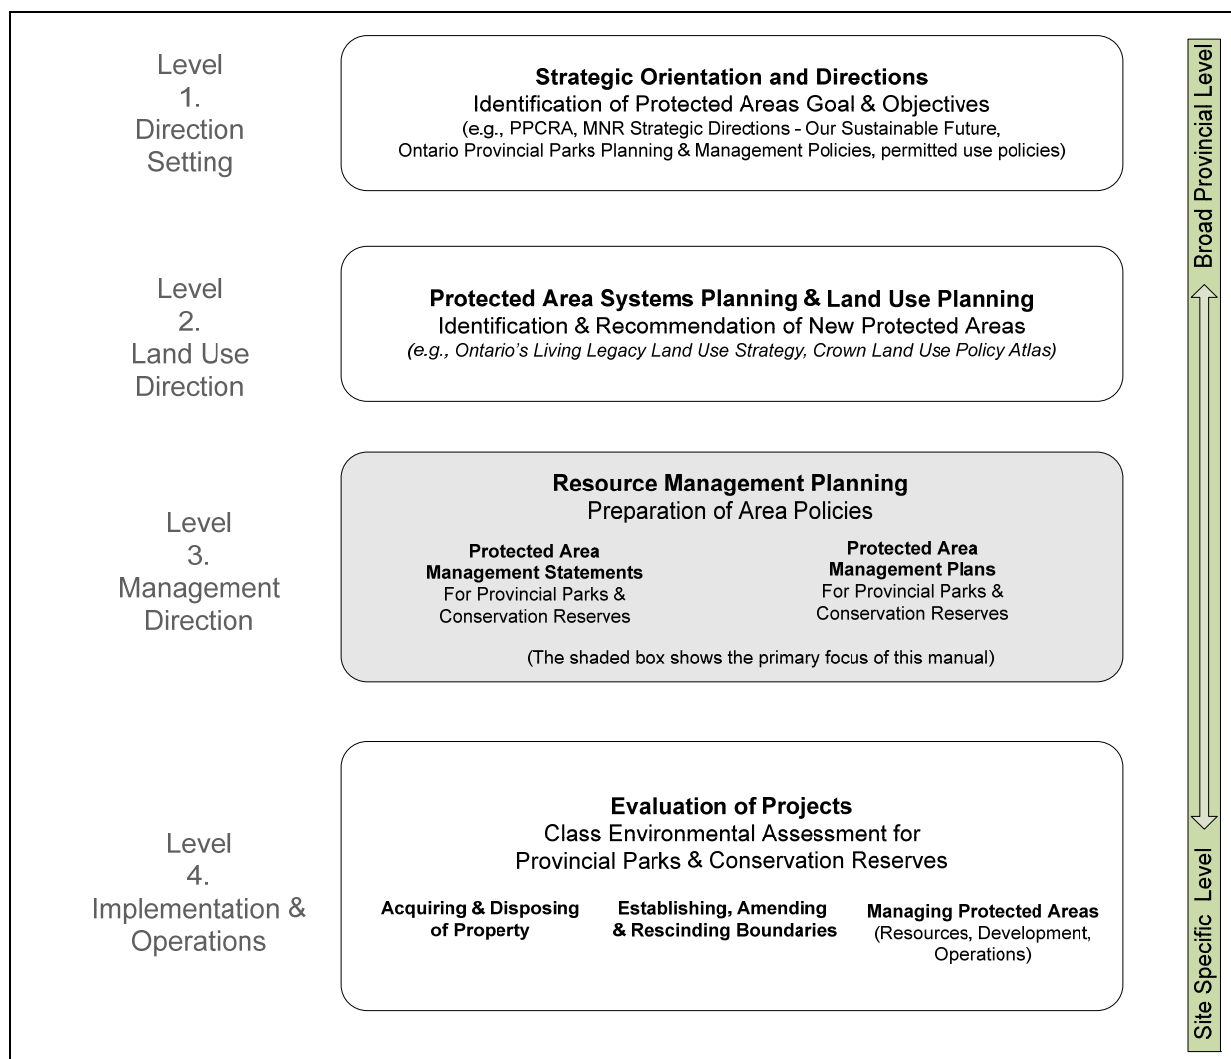 Level
1.
Direction
Setting
Strategic Orientation and Directions
Identification of Protected Areas Goal & Objectives
(e.g., PPCRA, MNR Strategic Directions - Our Sustainable Future,
Ontario Provincial Parks Planning & Management Policies, permitted use policies)
Level
2.
Land Use
Direction
Protected Area Systems Planning & Land Use Planning
Identification & Recommendation of New Protected Areas
(e.g., Ontario's Living Legacy Land Use Strategy, Crown Land Use Policy Atlas)
Level
3.
Management
Direction
Resource Management Planning
Preparation of Area Policies
Protected Area
Management Statements
For Provincial Parks &
Conservation Reserves
Protected Area
Management Plans
For Provincial Parks &
Conservation Reserves
(The shaded box shows the primary focus of this manual)
Level
4.
Implementation &
Operations
Evaluation of Projects
Class Environmental Assessment for
Provincial Parks & Conservation Reserves
Acquiring & Disposing
of Property
Establishing, Amending
& Rescinding Boundaries
Managing Protected Areas
(Resources, Development,
Operations)
Broad Provincial Level
Site Specific Level